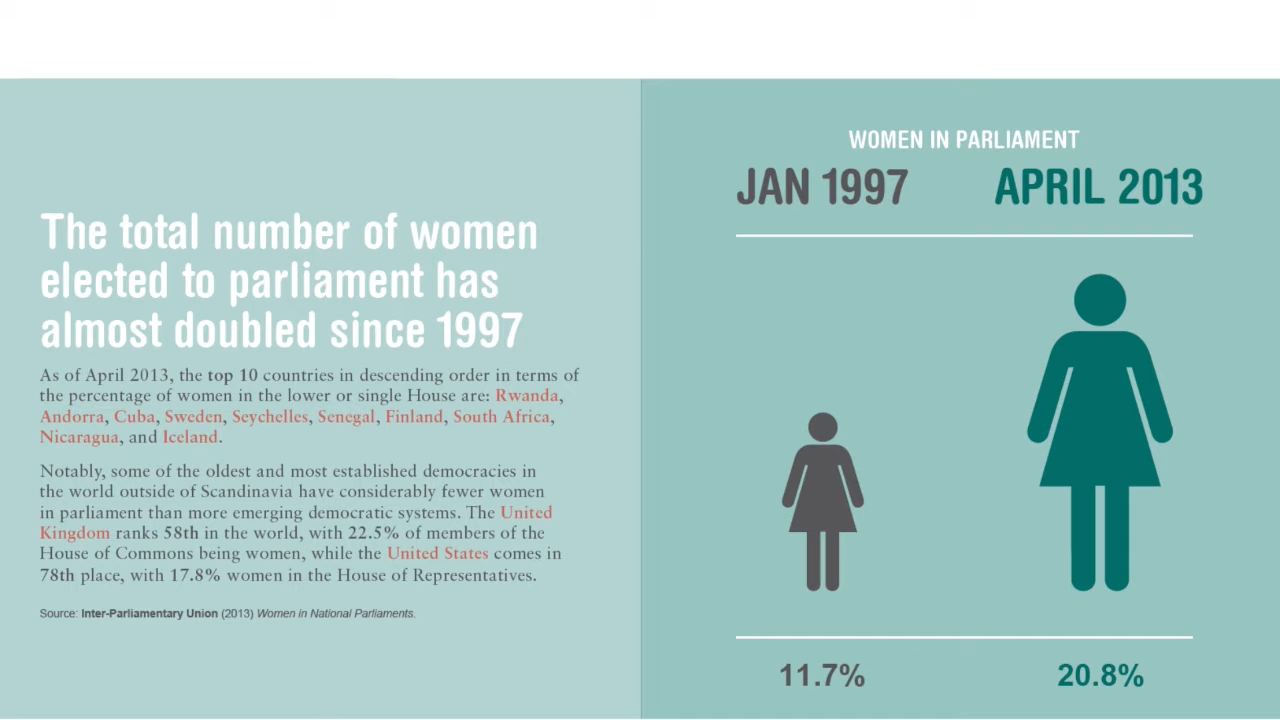 The total number of women
elected to parliament has
almost doubled since 1997
As of April 2013, the top 10 countries in descending order in terms of
the percentage of women in the lower or single House are: Rwanda,
Andorra, Cuba, Sweden, Seychelles, Senegal, Finland, South Africa,
Nicaragua, and Iceland.
Notably, some of the oldest and most established democracies in
the world outside of Scandinavia have considerably fewer women
in parliament than more emerging democratic systems. The United
Kingdom ranks 58th in the world, with 22.5% of members of the
House of Commons being women, while the United States comes in
78th place, with 17.8% women in the House of Representatives.
Source: Inter-Parliamentary Union (2013) Women in National Parliaments.
WOMEN IN PARLIAMENT
JAN 1997 APRIL 2013
11.7% 20.8%